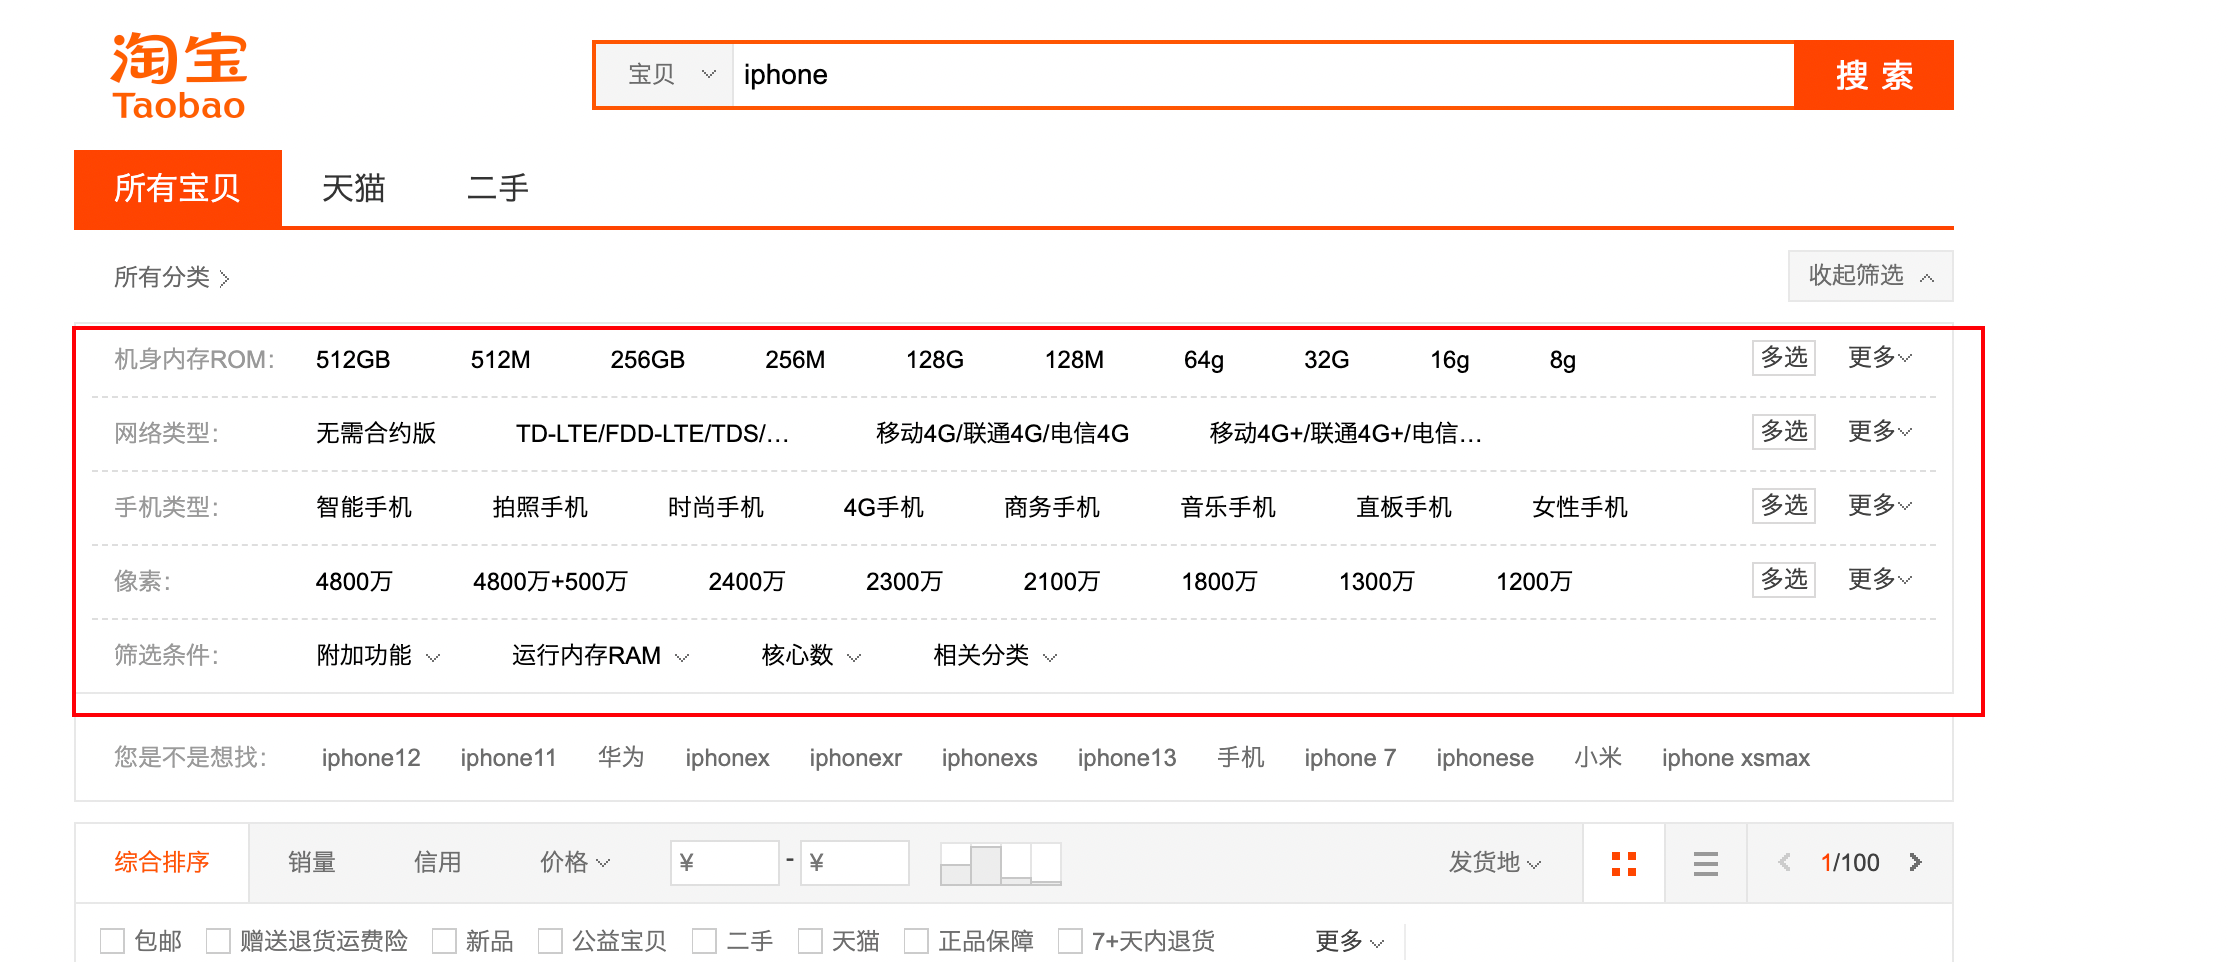 淘宝
Taobao
宝贝 iphone 搜 索
所有宝贝 天猫 二手
所有分类 收起筛选
机身内存ROM: 512GB 512M 256GB 256M 128G 128M 64g 32G 16g 8g 多选 更多
网络类型: 无需合约版 TD-LTE/FDD-LTE/TDS/... 移动4G/联通4G/电信4G 移动4G+/联通4G+/电信... 多选 更多
手机类型: 智能手机 拍照手机 时尚手机 4G手机 商务手机 音乐手机 直板手机 女性手机 多选 更多
像素: 4800万 4800万+500万 2400万 2300万 2100万 1800万 1300万 1200万 多选 更多
筛选条件: 附加功能 运行内存RAM 核心数 相关分类
您是不是想找: iphone12 iphone11 华为 iphonex iphonexr iphonexs iphone13 手机 iphone 7 iphonese 小米 iphone xsmax
综合排序 销量 信用 价格 ¥ - ¥ 发货地 1/100
包邮 赠送退货运费险 新品 公益宝贝 二手 天猫 正品保障 7+天内退货 更多